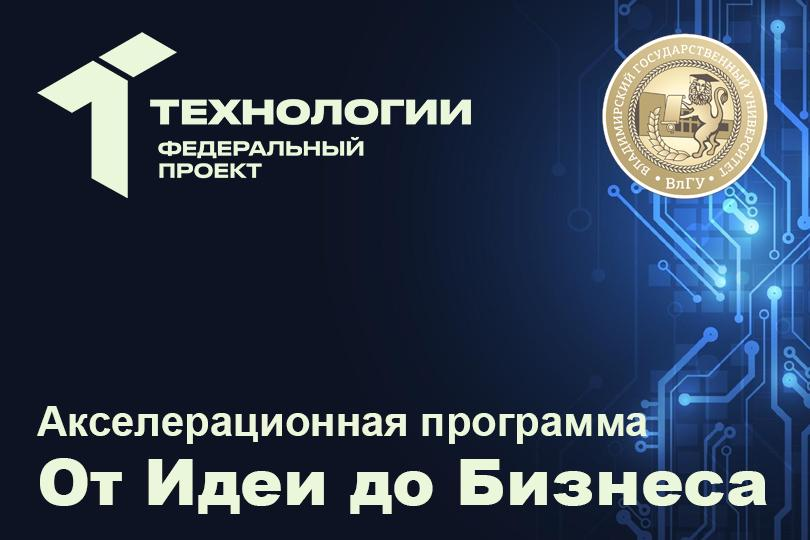 ТЕХНОЛОГИИ
ФЕДЕРАЛЬНЫЙ
ПРОЕКТ
ВЛАДИМИРСКИЙ ГОСУДАРСТВЕННЫЙ УНИВЕРСИТЕТ
• ВлГУ •
Акселерационная программа
От Идеи до Бизнеса